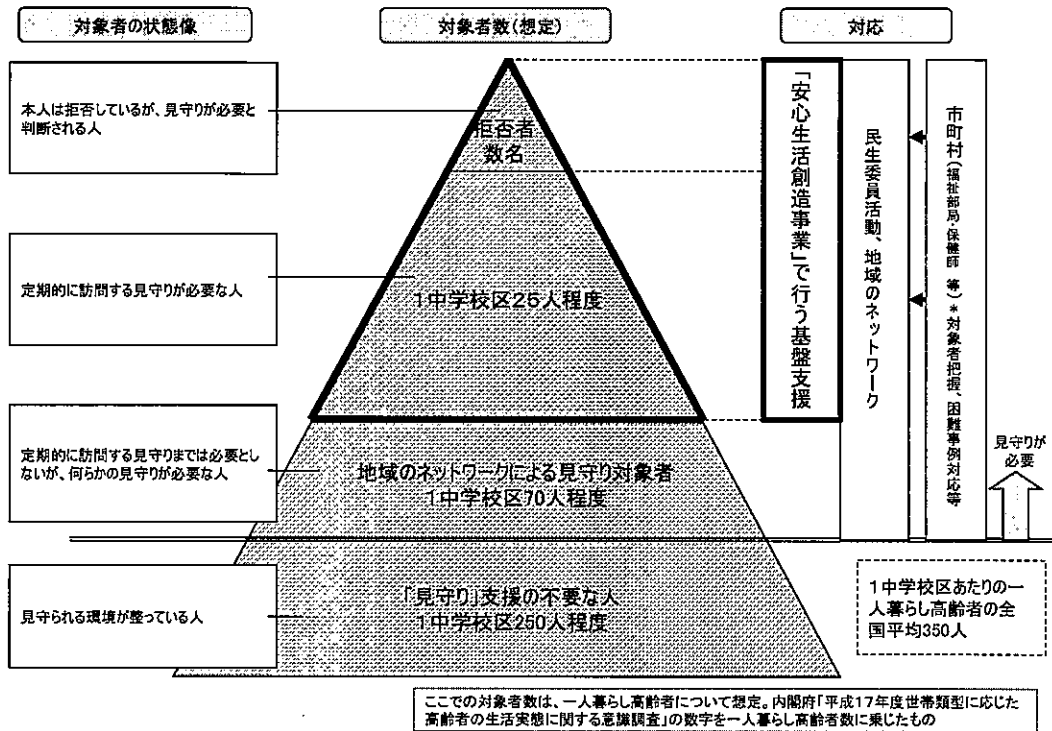 対象者の状態像
対象者数(想定)
対応
本人は拒否しているが、見守りが必要と
判断される人
定期的に訪問する見守りが必要な人
定期的に訪問する見守りまでは必要とし
ないが、何らかの見守りが必要な人
見守られる環境が整っている人
拒否者
数名
1中学校区25人程度
地域のネットワークによる見守り対象者
1中学校区70人程度
「見守り」支援の不要な人
1中学校区250人程度
「安心生活創造事業」で行う基盤支援
民生委員活動、地域のネットワーク
市町村(福祉部局・保健師 等)*対象者把握、困難事例対応等
見守りが
必要
1中学校区あたりの一
人暮らし高齢者の全
国平均350人
ここでの対象者数は、一人暮らし高齢者について想定。内閣府「平成17年度世帯類型に応じた
高齢者の生活実態に関する意識調査」の数字を一人暮らし高齢者数に乗じたもの